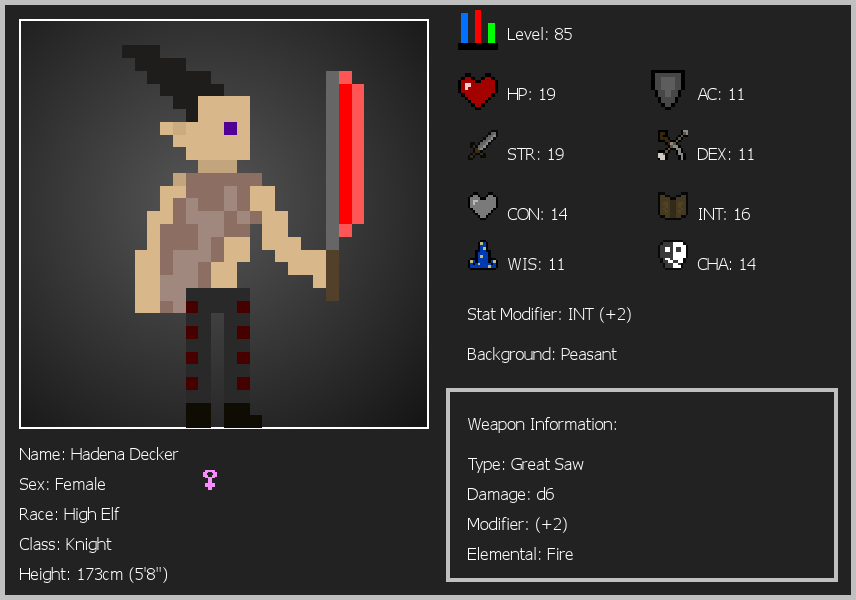 Level: 85
HP: 19
AC: 11
STR: 19
DEX: 11
CON: 14
INT: 16
WIS: 11
CHA: 14
Stat Modifier: INT (+2)
Background: Peasant
Weapon Information:
Type: Great Saw
Damage: d6
Modifier: (+2)
Elemental: Fire
Name: Hadena Decker
Sex: Female
Race: High Elf
Class: Knight
Height: 173cm (5'8")